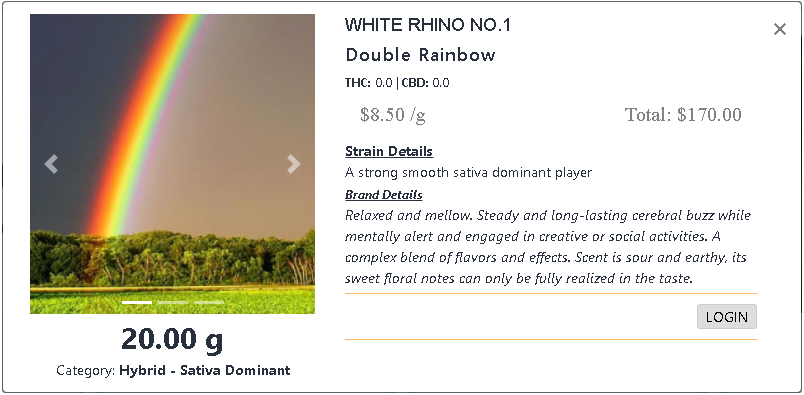 WHITE RHINO NO.1
Double Rainbow
THC: 0.0 | CBD: 0.0
$8.50 /g Total: $170.00
Strain Details
A strong smooth sativa dominant player
Brand Details
Relaxed and mellow. Steady and long-lasting cerebral buzz while
mentally alert and engaged in creative or social activities. A
complex blend of flavors and effects. Scent is sour and earthy, its
sweet floral notes can only be fully realized in the taste.
LOGIN
20.00 g
Category: Hybrid - Sativa Dominant